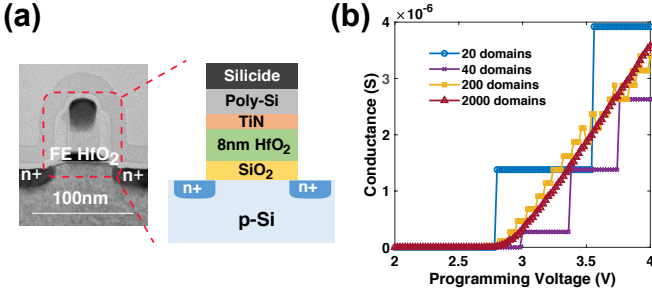 (a)
FE HfO2
n+
n+
100nm
Silicide
Poly-Si
TiN
8nm HfO2
SiO2
n+
n+
p-Si
(b)
×10-6
Conductance (S)
4
3
2
1
0
20 domains
40 domains
200 domains
2000 domains
2
2.5
3
3.5
4
Programming Voltage (V)